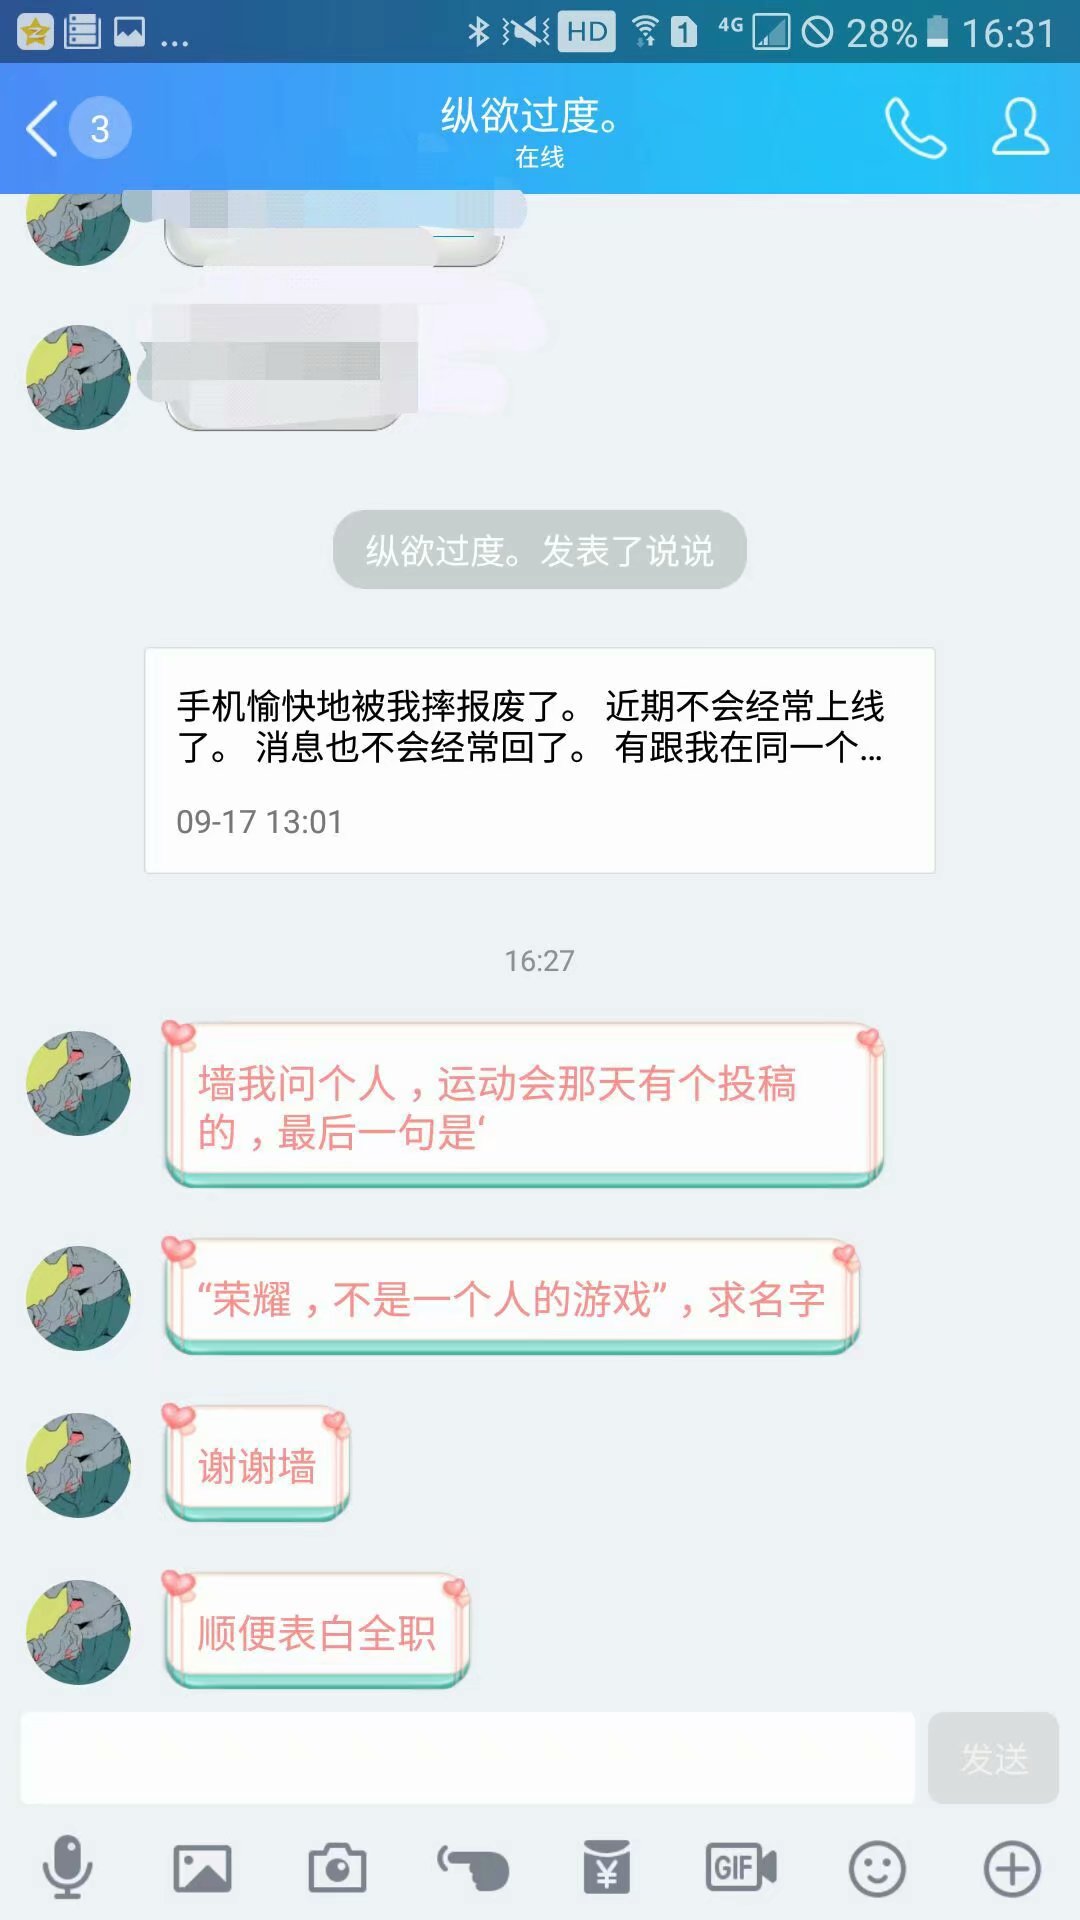 ... HD 1 4G 28% 16:31
3
纵欲过度。
在线
纵欲过度。发表了说说
手机愉快地被我摔报废了。 近期不会经常上线
了。 消息也不会经常回了。 有跟我在同一个...
09-17 13:01
16:27
墙我问个人，运动会那天有个投稿
的，最后一句是‘
“荣耀，不是一个人的游戏”，求名字
谢谢墙
顺便表白全职
发送
¥
GIF